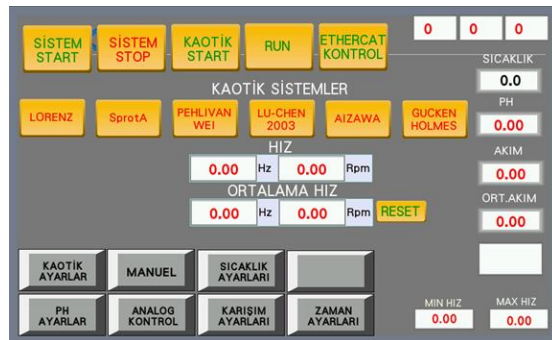 SİSTEM START
SİSTEM STOP
KAOTİK START
RUN
ETHERCAT KONTROL
0 0 0
SICAKLIK
0.0
KAOTİK SİSTEMLER
PH
LORENZ
SprotA
PEHLIVAN WEI
LU-CHEN 2003
AIZAWA
GUCKEN HOLMES
0.00
HIZ
AKIM
0.00 Hz 0.00 Rpm
0.00
ORTALAMA HIZ
ORT.AKIM
0.00 Hz 0.00 Rpm RESET
0.00
KAOTİK AYARLAR
MANUEL
SICAKLIK AYARLARI
PH AYARLAR
ANALOG KONTROL
KARIŞIM AYARLARI
ZAMAN AYARLARI
MIN HIZ
MAX HIZ
0.00
0.00